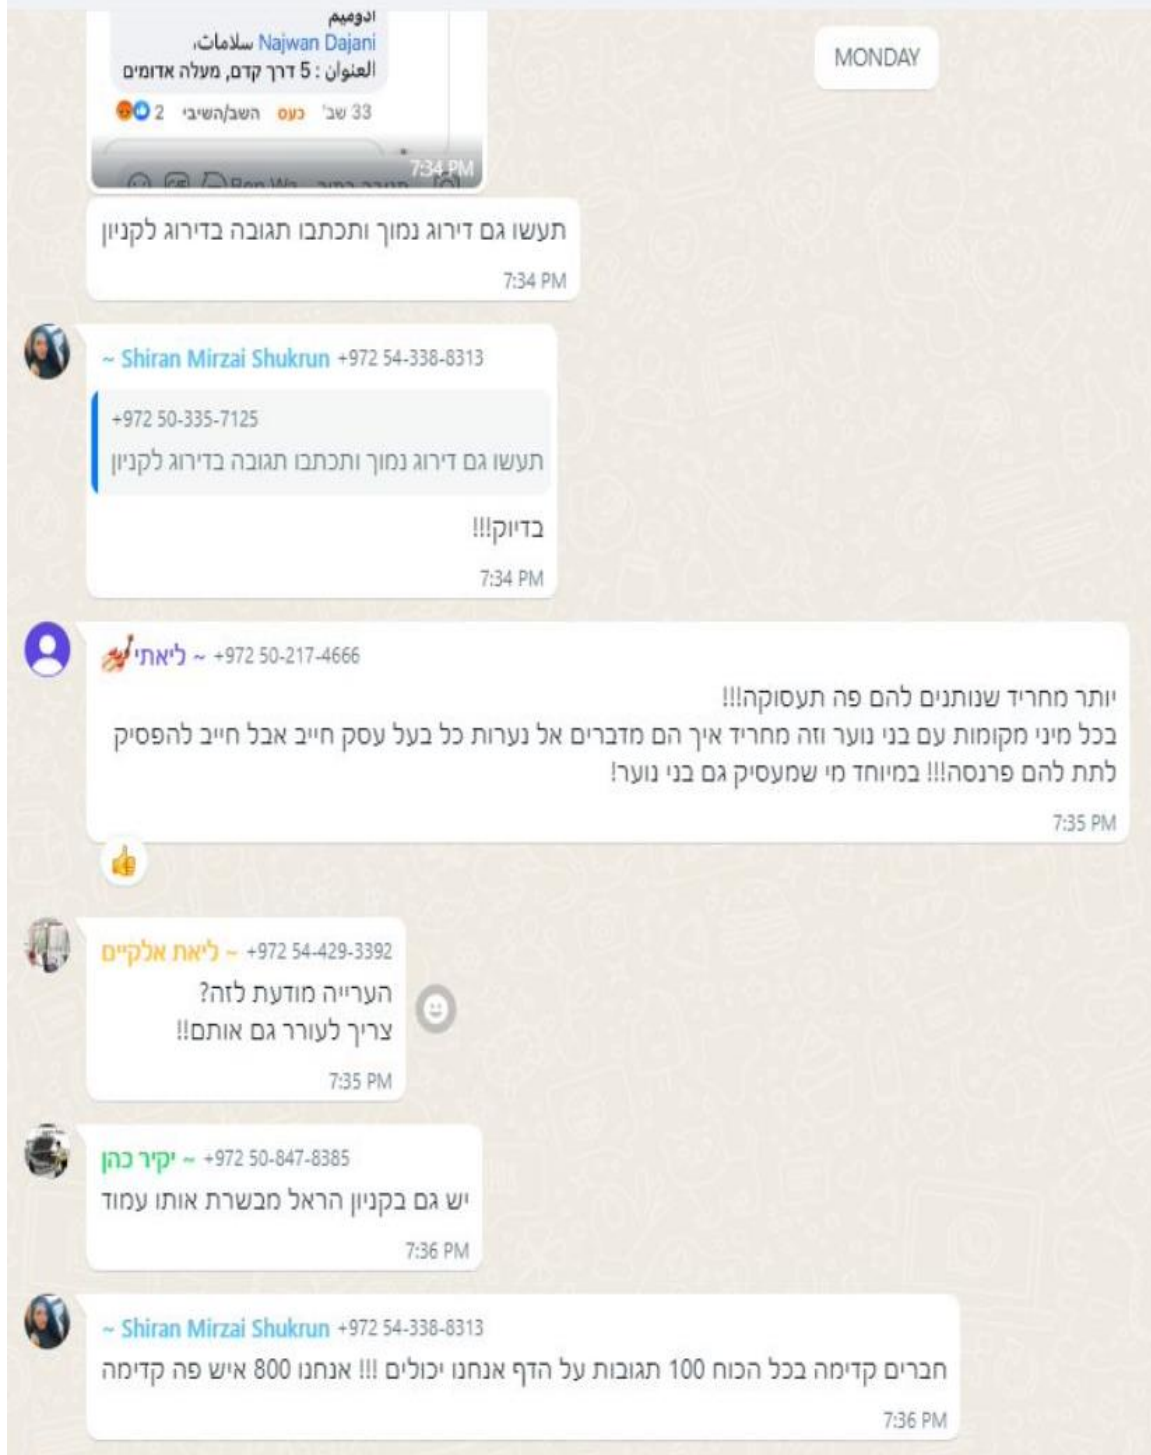 אדומים
Najwan Dajani سلامات،
العنوان : 5 דרך קדם, מעלה אדומים
33 שב' כעס השב/השיבי 2
7:34 PM
MONDAY
תעשו גם דירוג נמוך ותכתבו תגובה בדירוג לקניון
7:34 PM
~ Shiran Mirzai Shukrun +972 54-338-8313
+972 50-335-7125
תעשו גם דירוג נמוך ותכתבו תגובה בדירוג לקניון
בדיוק!!!
7:34 PM
ליאתי💅 ~ +972 50-217-4666
יותר מחריד שנותנים להם פה תעסוקה!!!
בכל מיני מקומות עם בני נוער וזה מחריד איך הם מדברים אל נערות כל בעל עסק חייב אבל חייב להפסיק
לתת להם פרנסה!!! במיוחד מי שמעסיק גם בני נוער!
7:35 PM
👍
ליאת אלקיים ~ +972 54-429-3392
הערייה מודעת לזה?
צריך לעורר גם אותם!!
7:35 PM
יקיר כהן ~ +972 50-847-8385
יש גם בקניון הראל מבשרת אותו עמוד
7:36 PM
~ Shiran Mirzai Shukrun +972 54-338-8313
חברים קדימה בכל הכוח 100 תגובות על הדף אנחנו יכולים !!! אנחנו 800 איש פה קדימה
7:36 PM